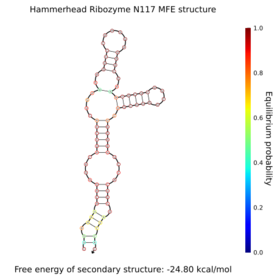 Hammerhead Ribozyme N117 MFE structure
1.0
0.8
0.6
0.4
0.2
0.0
Equilibrium probability
Free energy of secondary structure: -24.80 kcal/mol